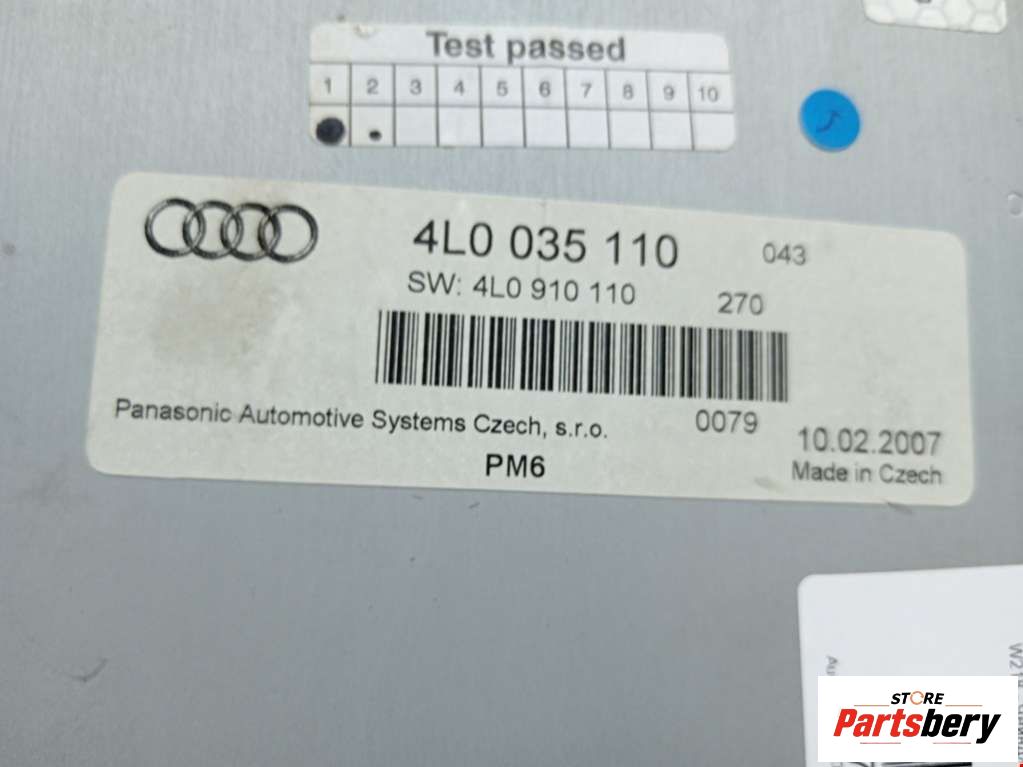 Test passed
1 2 3 4 5 6 7 8 9 10
4L0 035 110 043
SW: 4L0 910 110 270
Panasonic Automotive Systems Czech, s.r.o. 0079
10.02.2007
PM6
Made in Czech
STORE
Partsbery